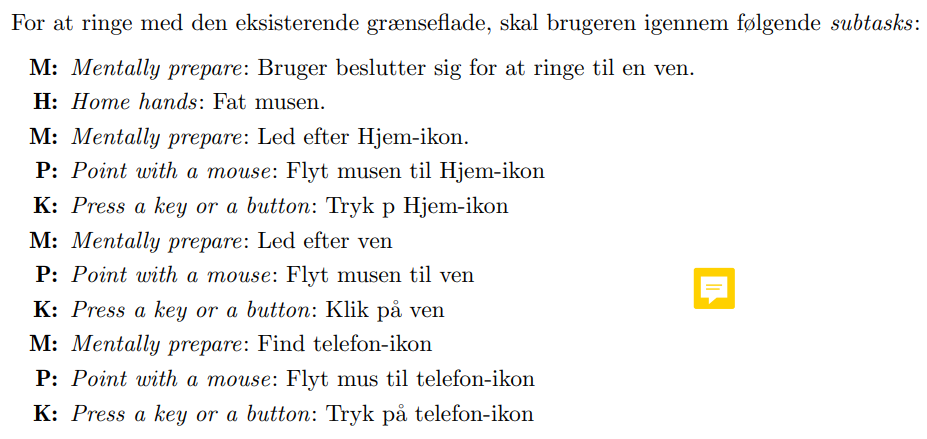 For at ringe med den eksisterende grænseflade, skal brugeren igennem følgende subtasks:
M: Mentally prepare: Bruger beslutter sig for at ringe til en ven.
H: Home hands: Fat musen.
M: Mentally prepare: Led efter Hjem-ikon.
P: Point with a mouse: Flyt musen til Hjem-ikon
K: Press a key or a button: Tryk p Hjem-ikon
M: Mentally prepare: Led efter ven
P: Point with a mouse: Flyt musen til ven
K: Press a key or a button: Klik på ven
M: Mentally prepare: Find telefon-ikon
P: Point with a mouse: Flyt mus til telefon-ikon
K: Press a key or a button: Tryk på telefon-ikon